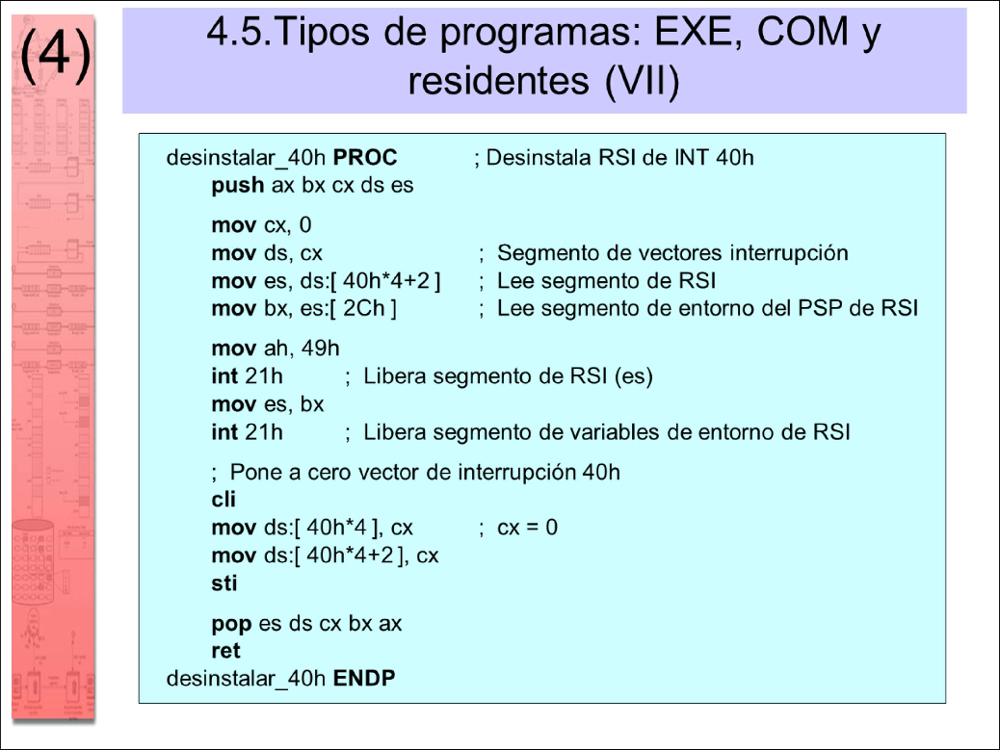 (4)
4.5.Tipos de programas: EXE, COM y
residentes (VII)
desinstalar_40h PROC ; Desinstala RSI de INT 40h
push ax bx cx ds es
mov cx, 0
mov ds, cx ; Segmento de vectores interrupción
mov es, ds:[ 40h*4+2 ] ; Lee segmento de RSI
mov bx, es:[ 2Ch ] ; Lee segmento de entorno del PSP de RSI
mov ah, 49h
int 21h ; Libera segmento de RSI (es)
mov es, bx
int 21h ; Libera segmento de variables de entorno de RSI
; Pone a cero vector de interrupción 40h
cli
mov ds:[ 40h*4 ], cx ; cx = 0
mov ds:[ 40h*4+2 ], cx
sti
pop es ds cx bx ax
ret
desinstalar_40h ENDP